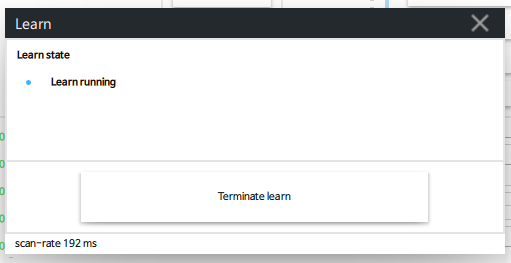 Learn
Learn state
Learn running
Terminate learn
scan-rate 192 ms